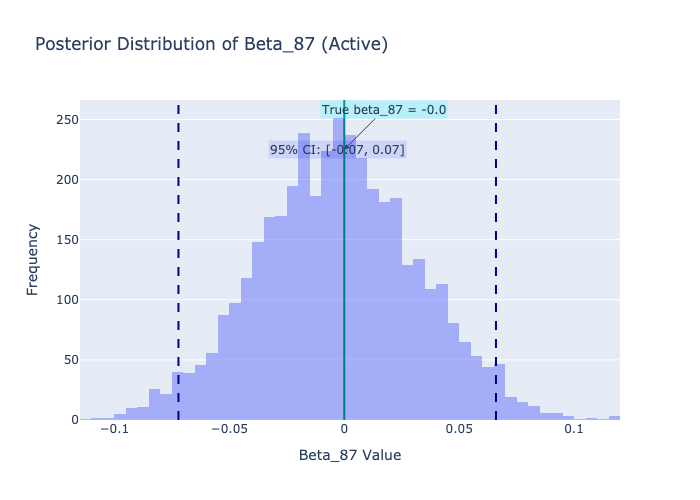 Posterior Distribution of Beta_87 (Active)
True beta_87 = -0.0
95% CI: [-0.07, 0.07]
250
200
150
100
50
0
Frequency
−0.1
−0.05
0
0.05
0.1
Beta_87 Value